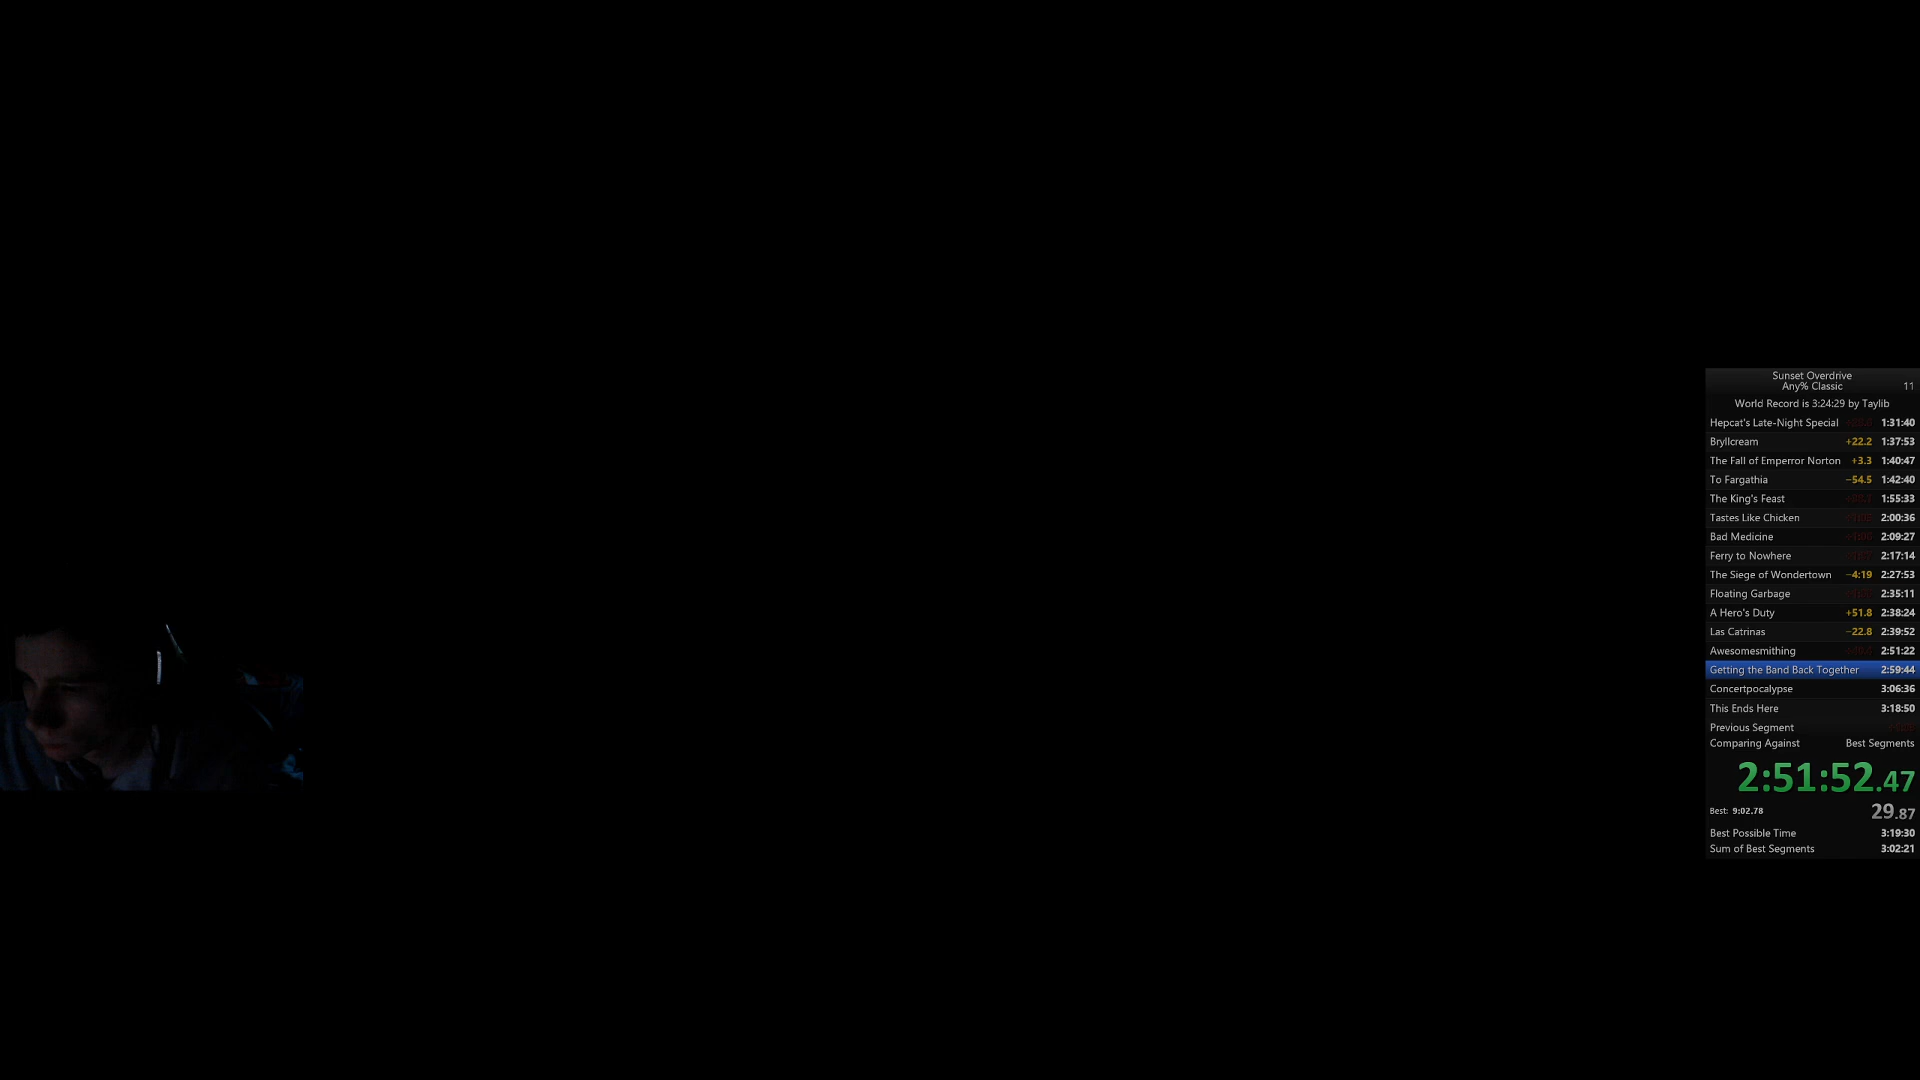 Sunset Overdrive
Any% Classic 11
World Record is 3:24:29 by Taylib
Hepcat's Late-Night Special 1:31:40
Bryllcream +22.2 1:37:53
The Fall of Emperror Norton +3.3 1:40:47
To Fargathia −54.5 1:42:40
The King's Feast 1:55:33
Tastes Like Chicken 2:00:36
Bad Medicine 2:09:27
Ferry to Nowhere 2:17:14
The Siege of Wondertown −4:19 2:27:53
Floating Garbage 2:35:11
A Hero's Duty +51.8 2:38:24
Las Catrinas −22.8 2:39:52
Awesomesmithing 2:51:22
Getting the Band Back Together 2:59:44
Concertpocalypse 3:06:36
This Ends Here 3:18:50
Previous Segment
Comparing Against Best Segments
2:51:52.47
Best: 9:02.78 29.87
Best Possible Time 3:19:30
Sum of Best Segments 3:02:21